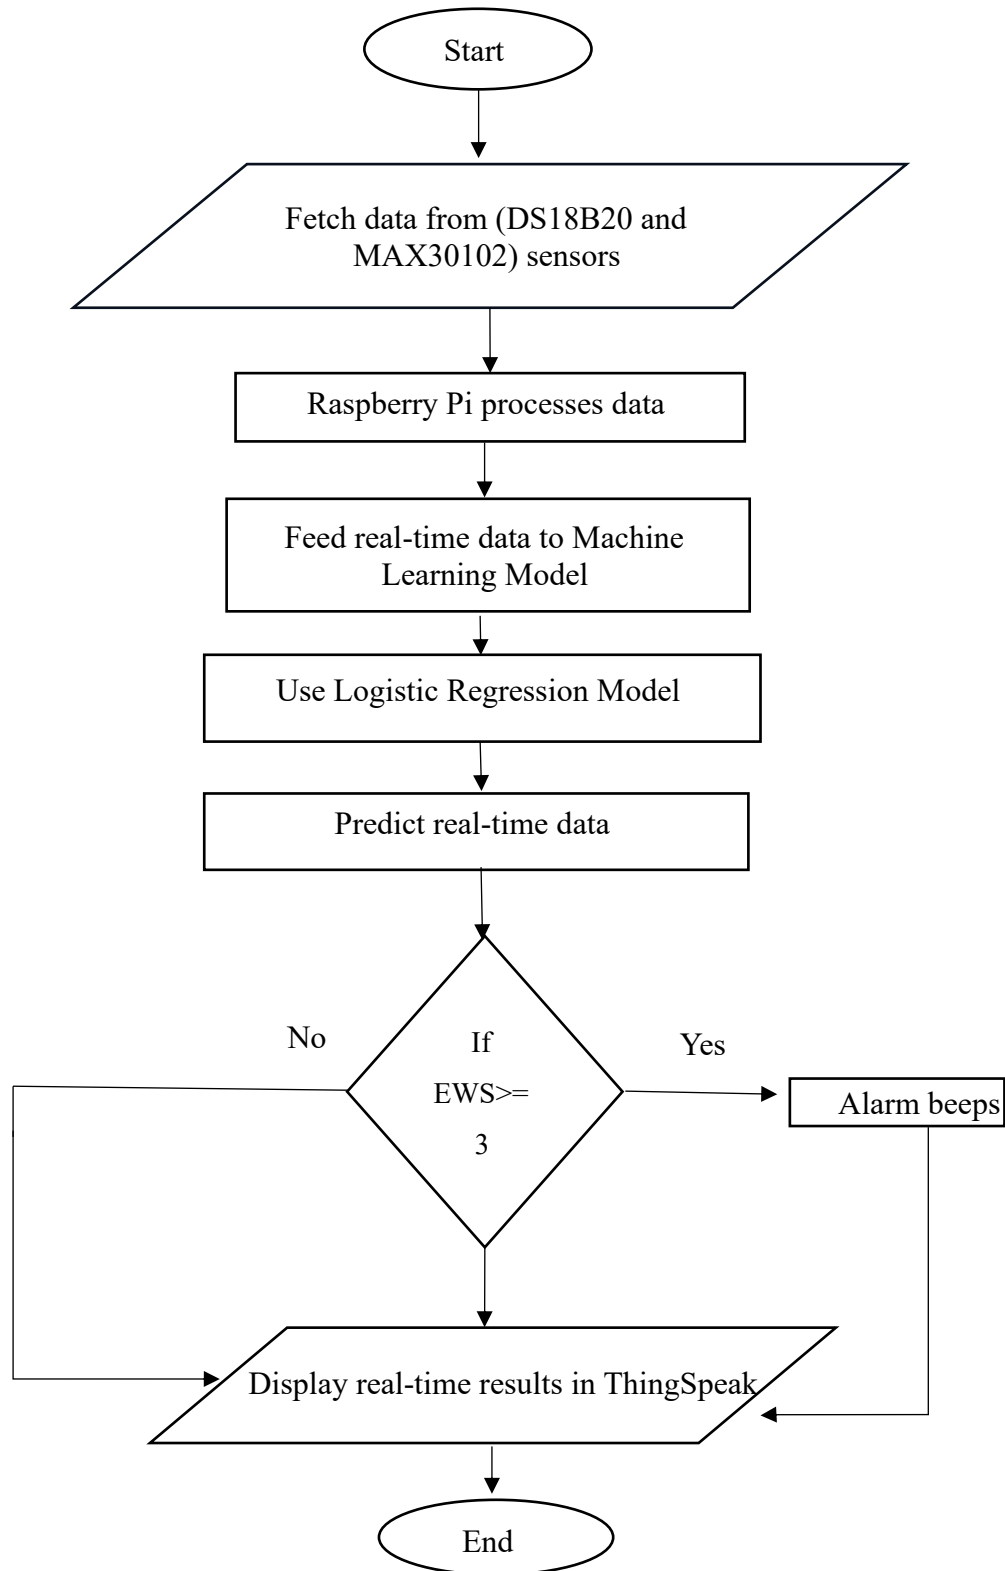 Start
Fetch data from (DS18B20 and
MAX30102) sensors
Raspberry Pi processes data
Feed real-time data to Machine
Learning Model
Use Logistic Regression Model
Predict real-time data
No
If
EWS>=
3
Yes
Alarm beeps
Display real-time results in ThingSpeak
End